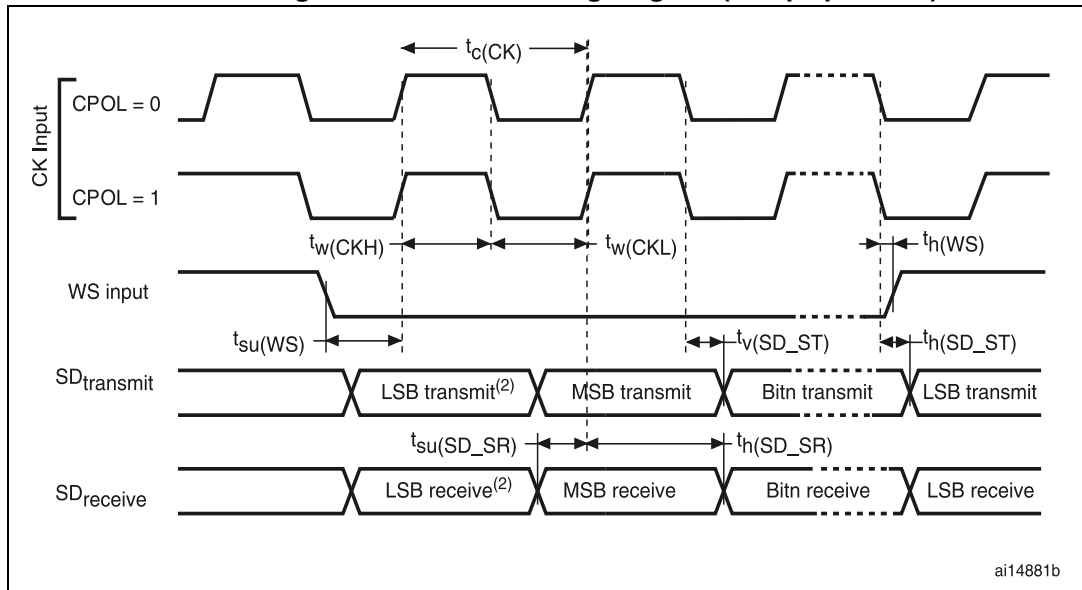 tc(CK)
CK Input
CPOL = 0
CPOL = 1
tw(CKH)
tw(CKL)
th(WS)
WS input
tsu(WS)
tv(SD_ST)
th(SD_ST)
SDtransmit
LSB transmit(2)
MSB transmit
Bitn transmit
LSB transmit
tsu(SD_SR)
th(SD_SR)
SDreceive
LSB receive(2)
MSB receive
Bitn receive
LSB receive
ai14881b